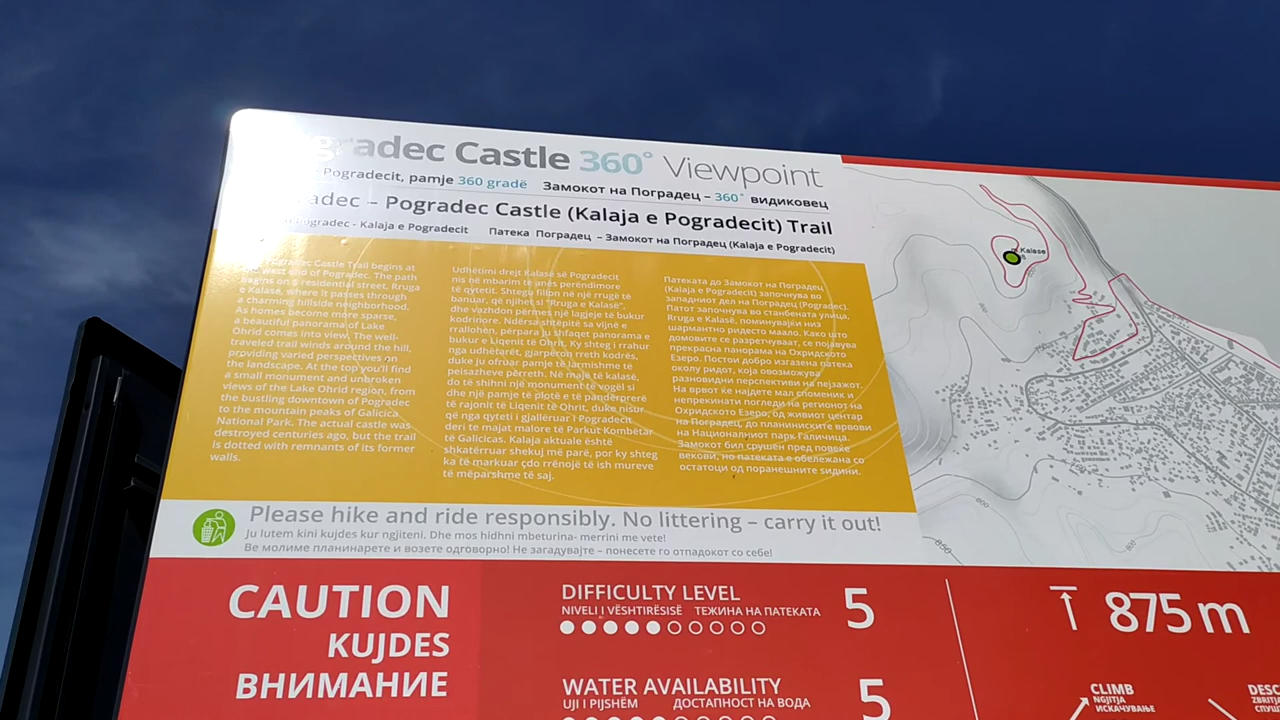 gradec Castle 360° Viewpoint
Pogradecit, pamje 360 gradë Замокот на Поградец – 360° видиковец
adec – Pogradec Castle (Kalaja e Pogradecit) Trail
Pogradec - Kalaja e Pogradecit Патека Поградец – Замокот на Поградец (Kalaja e Pogradecit)
Pogradec Castle Trail begins at
the west end of Pogradec. The path
begins on a residential street, Rruga
e Kalasë, where it passes through
a charming hillside neighborhood.
As homes become more sparse,
a beautiful panorama of Lake
Ohrid comes into view. The well-
traveled trail winds around the hill,
providing varied perspectives on
the landscape. At the top you'll find
a small monument and unbroken
views of the Lake Ohrid region, from
the bustling downtown of Pogradec
to the mountain peaks of Galicica
National Park. The actual castle was
destroyed centuries ago, but the trail
is dotted with remnants of its former
walls.
Udhëtimi drejt Kalasë së Pogradecit
nis në mbarim të anës perëndimore
të qytetit. Shtegu fillon në një rrugë të
banuar, që njihet si "Rruga e Kalasë",
dhe vazhdon përmes një lagjeje të bukur
kodrinore. Ndërsa shtëpitë sa vijnë e
rrallohen, përpara ju shfaqet panorama e
bukur e Liqenit të Ohrit. Ky shteg i rrahur
nga udhëtarët, gjarpëron rreth kodrës,
duke ju ofruar pamje të larmishme të
peisazheve përreth. Në majë të kalasë,
do të shihni një monument të vogël si
dhe një pamje të plotë e të pandërprerë
të rajonit të Liqenit të Ohrit, duke nisur
që nga qyteti i gjallëruar i Pogradecit
deri te majat malore të Parkut Kombëtar
të Galicicas. Kalaja aktuale është
shkatërruar shekuj më parë, por ky shteg
ka të markuar çdo rrënojë të ish mureve
të mëparshme të saj.
Патеката до Замокот на Поградец
(Kalaja e Pogradecit) започнува во
западниот дел на Поградец (Pogradec).
Патот започнува во станбената улица,
Rruga e Kalasë, поминувајќи низ
шармантно ридесто маало. Како што
домовите се разретчуваат, се појавува
прекрасна панорама на Охридското
Езеро. Постои добро изгазена патека
околу ридот, која овозможува
разновидни перспективи на пејзажот.
На врвот ќе најдете мал споменик и
непрекинати погледи на регионот на
Охридското Езеро, од живиот центар
на Поградец, до планинските врвови
на Националниот парк Галичица.
Замокот бил срушен пред повеќе
векови, но патеката е обележана со
остатоци од поранешните ѕидини.
Kalase
Please hike and ride responsibly. No littering – carry it out!
Ju lutem kini kujdes kur ngjiteni. Dhe mos hidhni mbeturina- merrini me vete!
Ве молиме планинарете и возете одговорно! Не загадувајте – понесете го отпадокот со себе!
850
800
800
CAUTION
KUJDES
ВНИМАНИЕ
DIFFICULTY LEVEL
NIVELI I VËSHTIRËSISË ТЕЖИНА НА ПАТЕКАТА
5
875 m
WATER AVAILABILITY
UJI I PIJSHËM ДОСТАПНОСТ НА ВОДА
5
CLIMB
NGJITJA
ИСКАЧУВАЊЕ
DESC
ZBRITJA
СПУШ